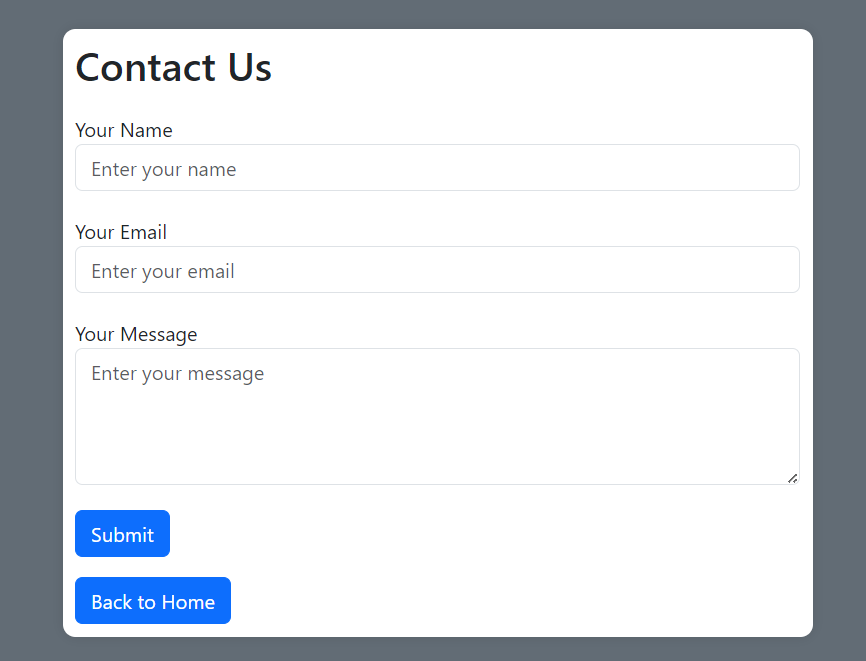 Contact Us
Your Name
Enter your name
Your Email
Enter your email
Your Message
Enter your message
Submit
Back to Home